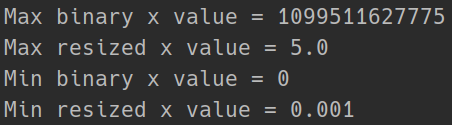 Max binary x value = 1099511627775
Max resized x value = 5.0
Min binary x value = 0
Min resized x value = 0.001